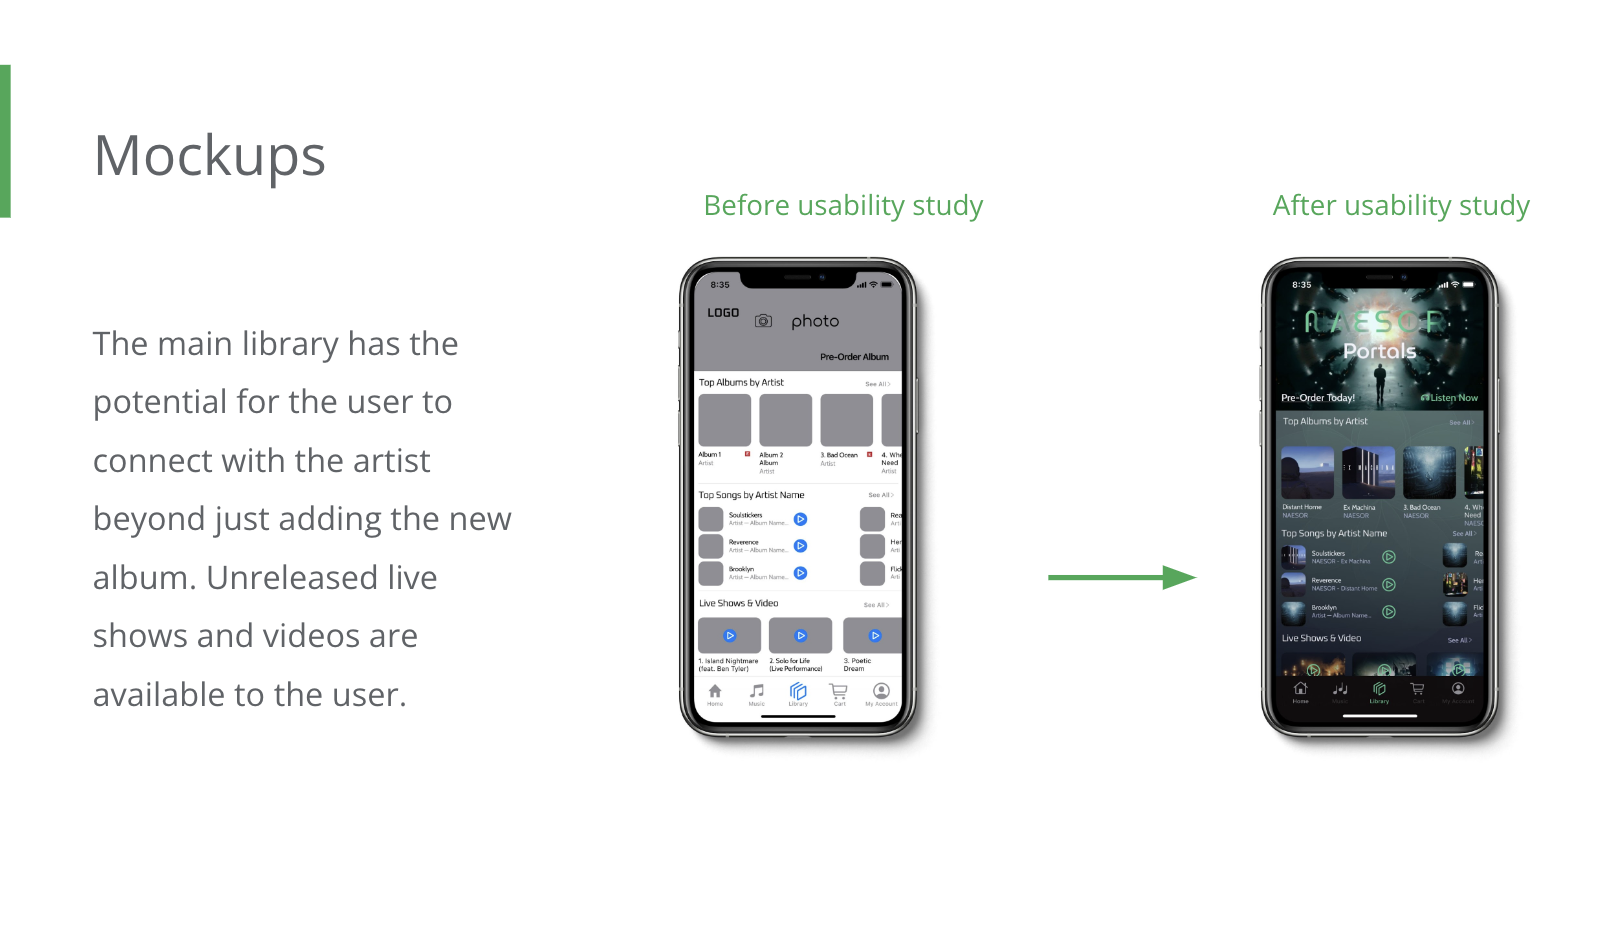 Mockups
Before usability study
After usability study
The main library has the
potential for the user to
connect with the artist
beyond just adding the new
album. Unreleased live
shows and videos are
available to the user.
8:35
LOGO
photo
Pre-Order Album
Top Albums by Artist
See All >
Album 1
Artist
Album 2
Album
Artist
3. Bad Ocean
Artist
4. Whe
Need
Artist
Top Songs by Artist Name
See All >
Soulstickers
Artist — Album Name...
Reverence
Artist — Album Name...
Brooklyn
Artist — Album Name...
Rea
Arti
Her
Arti
Flick
Arti
Live Shows & Video
See All >
1. Island Nightmare
(feat. Ben Tyler)
2. Solo for Life
(Live Performance)
3. Poetic
Dream
Home
Music
Library
Cart
My Account
8:35
NAESOR
Portals
Pre-Order Today!
Listen Now
Top Albums by Artist
See All >
Distant Home
NAESOR
Ex Machina
NAESOR
3. Bad Ocean
NAESOR
4. Wh
Need
NAESO
Top Songs by Artist Name
See All >
Soulstickers
NAESOR - Ex Machina
Reverence
NAESOR - Distant Home
Brooklyn
Artist — Album Name...
Re
Art
Her
Art
Flic
Art
Live Shows & Video
See All >
Home
Music
Library
Cart
My Account